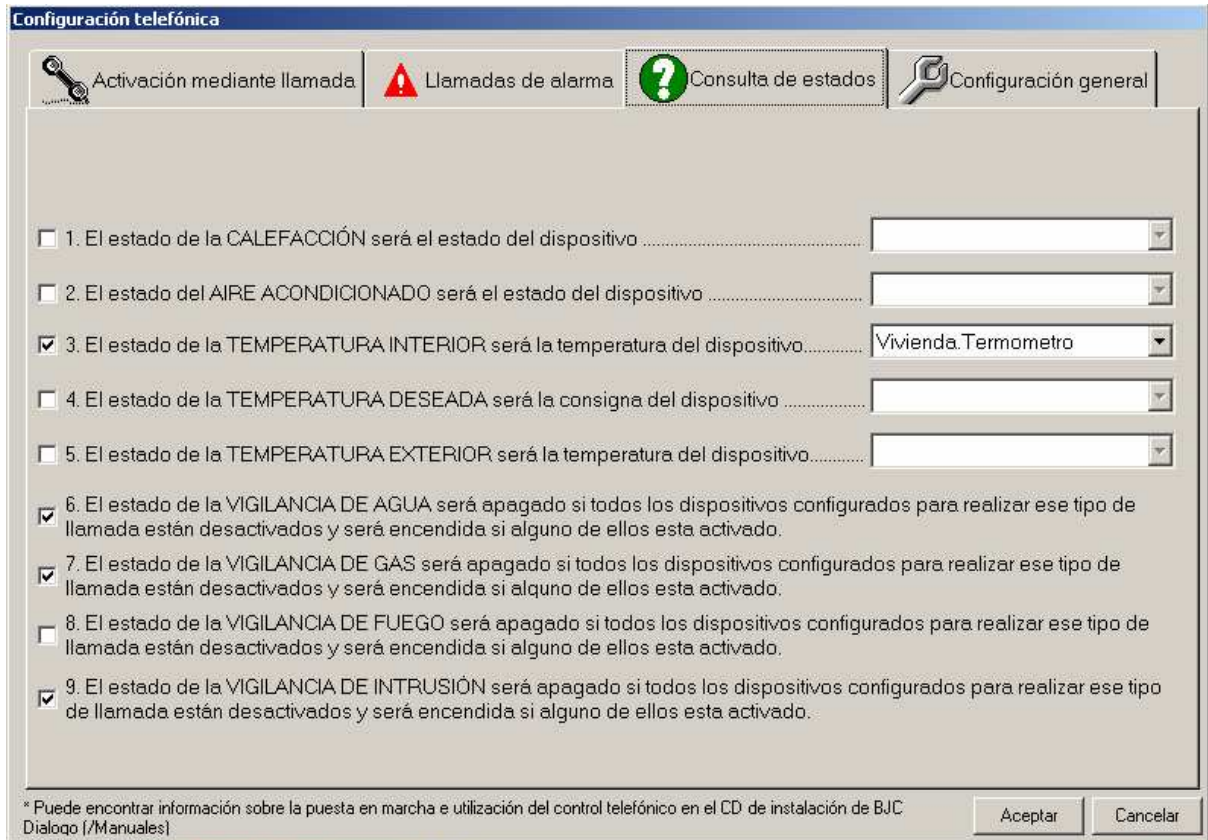 Configuración telefónica
Activación mediante llamada
Llamadas de alarma
Consulta de estados
Configuración general
1. El estado de la CALEFACCIÓN será el estado del dispositivo ............................................
2. El estado del AIRE ACONDICIONADO será el estado del dispositivo ...............................
3. El estado de la TEMPERATURA INTERIOR será la temperatura del dispositivo............
Vivienda.Termometro
4. El estado de la TEMPERATURA DESEADA será la consigna del dispositivo ................
5. El estado de la TEMPERATURA EXTERIOR será la temperatura del dispositivo...........
6. El estado de la VIGILANCIA DE AGUA será apagado si todos los dispositivos configurados para realizar ese tipo de
llamada están desactivados y será encendida si alguno de ellos esta activado.
7. El estado de la VIGILANCIA DE GAS será apagado si todos los dispositivos configurados para realizar ese tipo de
llamada están desactivados y será encendida si alguno de ellos esta activado.
8. El estado de la VIGILANCIA DE FUEGO será apagado si todos los dispositivos configurados para realizar ese tipo de
llamada están desactivados y será encendida si alguno de ellos esta activado.
9. El estado de la VIGILANCIA DE INTRUSIÓN será apagado si todos los dispositivos configurados para realizar ese tipo
de llamada están desactivados y será encendida si alguno de ellos esta activado.
* Puede encontrar información sobre la puesta en marcha e utilización del control telefónico en el CD de instalación de BJC
Dialogo (/Manuales)
Aceptar
Cancelar